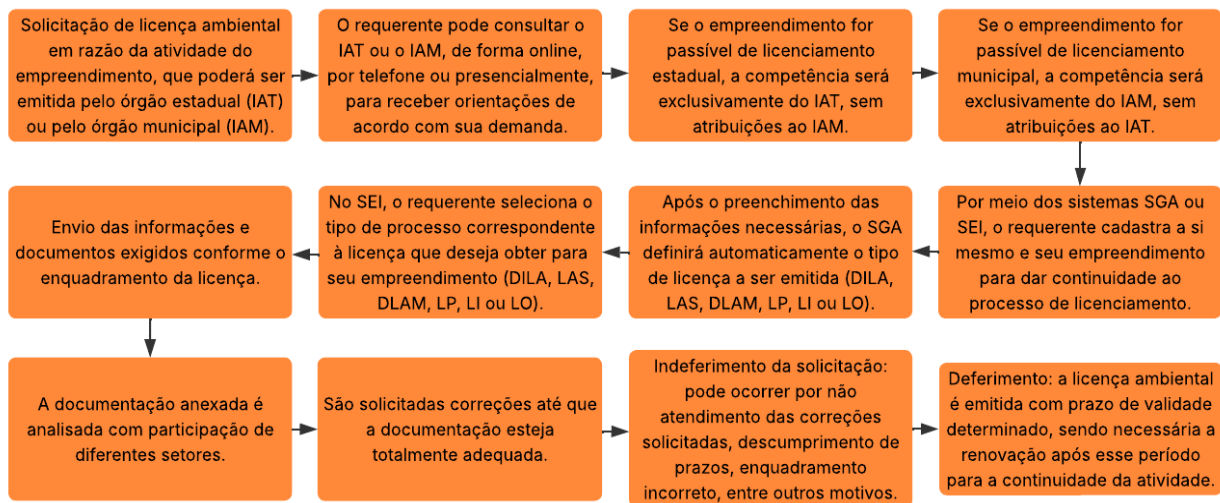 Solicitação de licença ambiental
em razão da atividade do
empreendimento, que poderá ser
emitida pelo órgão estadual (IAT)
ou pelo órgão municipal (IAM).
O requerente pode consultar o
IAT ou o IAM, de forma online,
por telefone ou presencialmente,
para receber orientações de
acordo com sua demanda.
Se o empreendimento for
passível de licenciamento
estadual, a competência será
exclusivamente do IAT, sem
atribuições ao IAM.
Se o empreendimento for
passível de licenciamento
municipal, a competência será
exclusivamente do IAM, sem
atribuições ao IAT.
Por meio dos sistemas SGA ou
SEI, o requerente cadastra a si
mesmo e seu empreendimento
para dar continuidade ao
processo de licenciamento.
Após o preenchimento das
informações necessárias, o SGA
definirá automaticamente o tipo
de licença a ser emitida (DILA,
LAS, DLAM, LP, LI ou LO).
No SEI, o requerente seleciona o
tipo de processo correspondente
à licença que deseja obter para
seu empreendimento (DILA, LAS,
DLAM, LP, LI ou LO).
Envio das informações e
documentos exigidos conforme o
enquadramento da licença.
A documentação anexada é
analisada com participação de
diferentes setores.
São solicitadas correções até que
a documentação esteja
totalmente adequada.
Indeferimento da solicitação:
pode ocorrer por não
atendimento das correções
solicitadas, descumprimento de
prazos, enquadramento
incorreto, entre outros motivos.
Deferimento: a licença ambiental
é emitida com prazo de validade
determinado, sendo necessária a
renovação após esse período
para a continuidade da atividade.